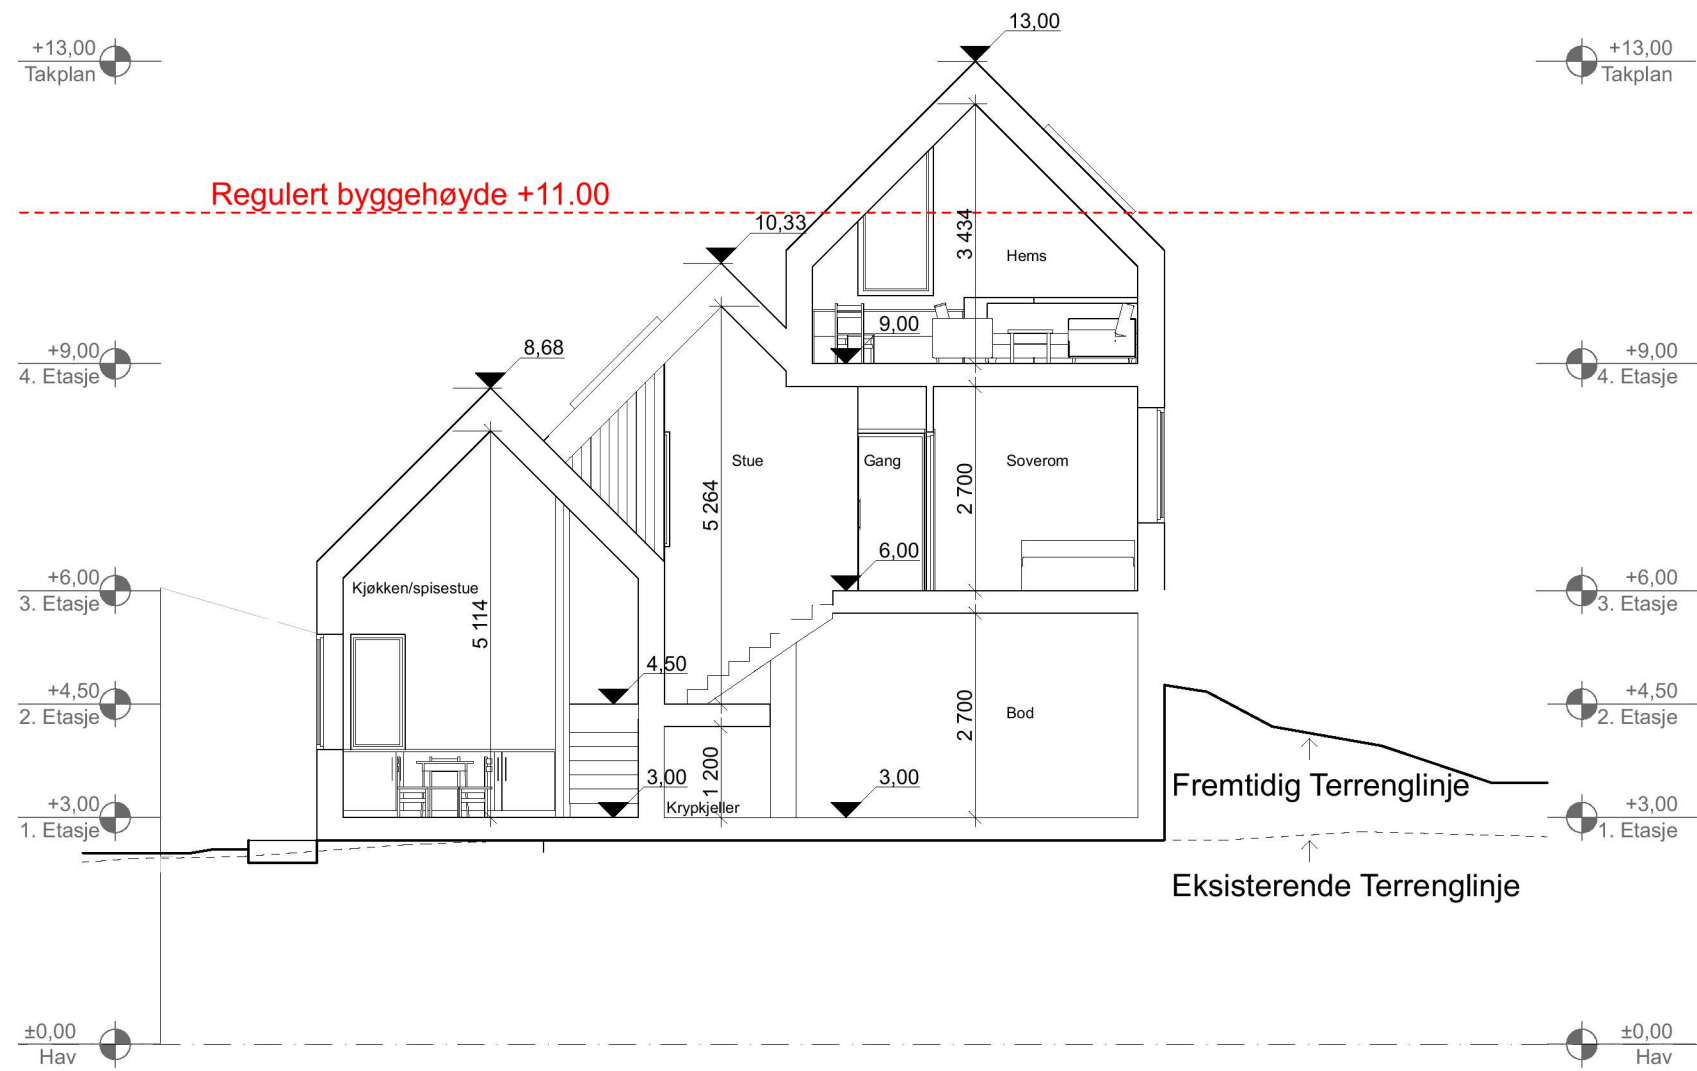 13,00
+13,00
Takplan
+13,00
Takplan
Regulert byggehøyde +11.00
10,33
3 434
Hems
9,00
8,68
+9,00
4. Etasje
+9,00
4. Etasje
Stue
Gang
Soverom
5 264
2 700
6,00
+6,00
3. Etasje
Kjøkken/spisestue
5 114
+6,00
3. Etasje
4,50
+4,50
2. Etasje
2 700
Bod
+4,50
2. Etasje
1 200
3,00
3,00
Krypkjeller
Fremtidig Terrenglinje
+3,00
1. Etasje
+3,00
1. Etasje
Eksisterende Terrenglinje
±0,00
Hav
±0,00
Hav